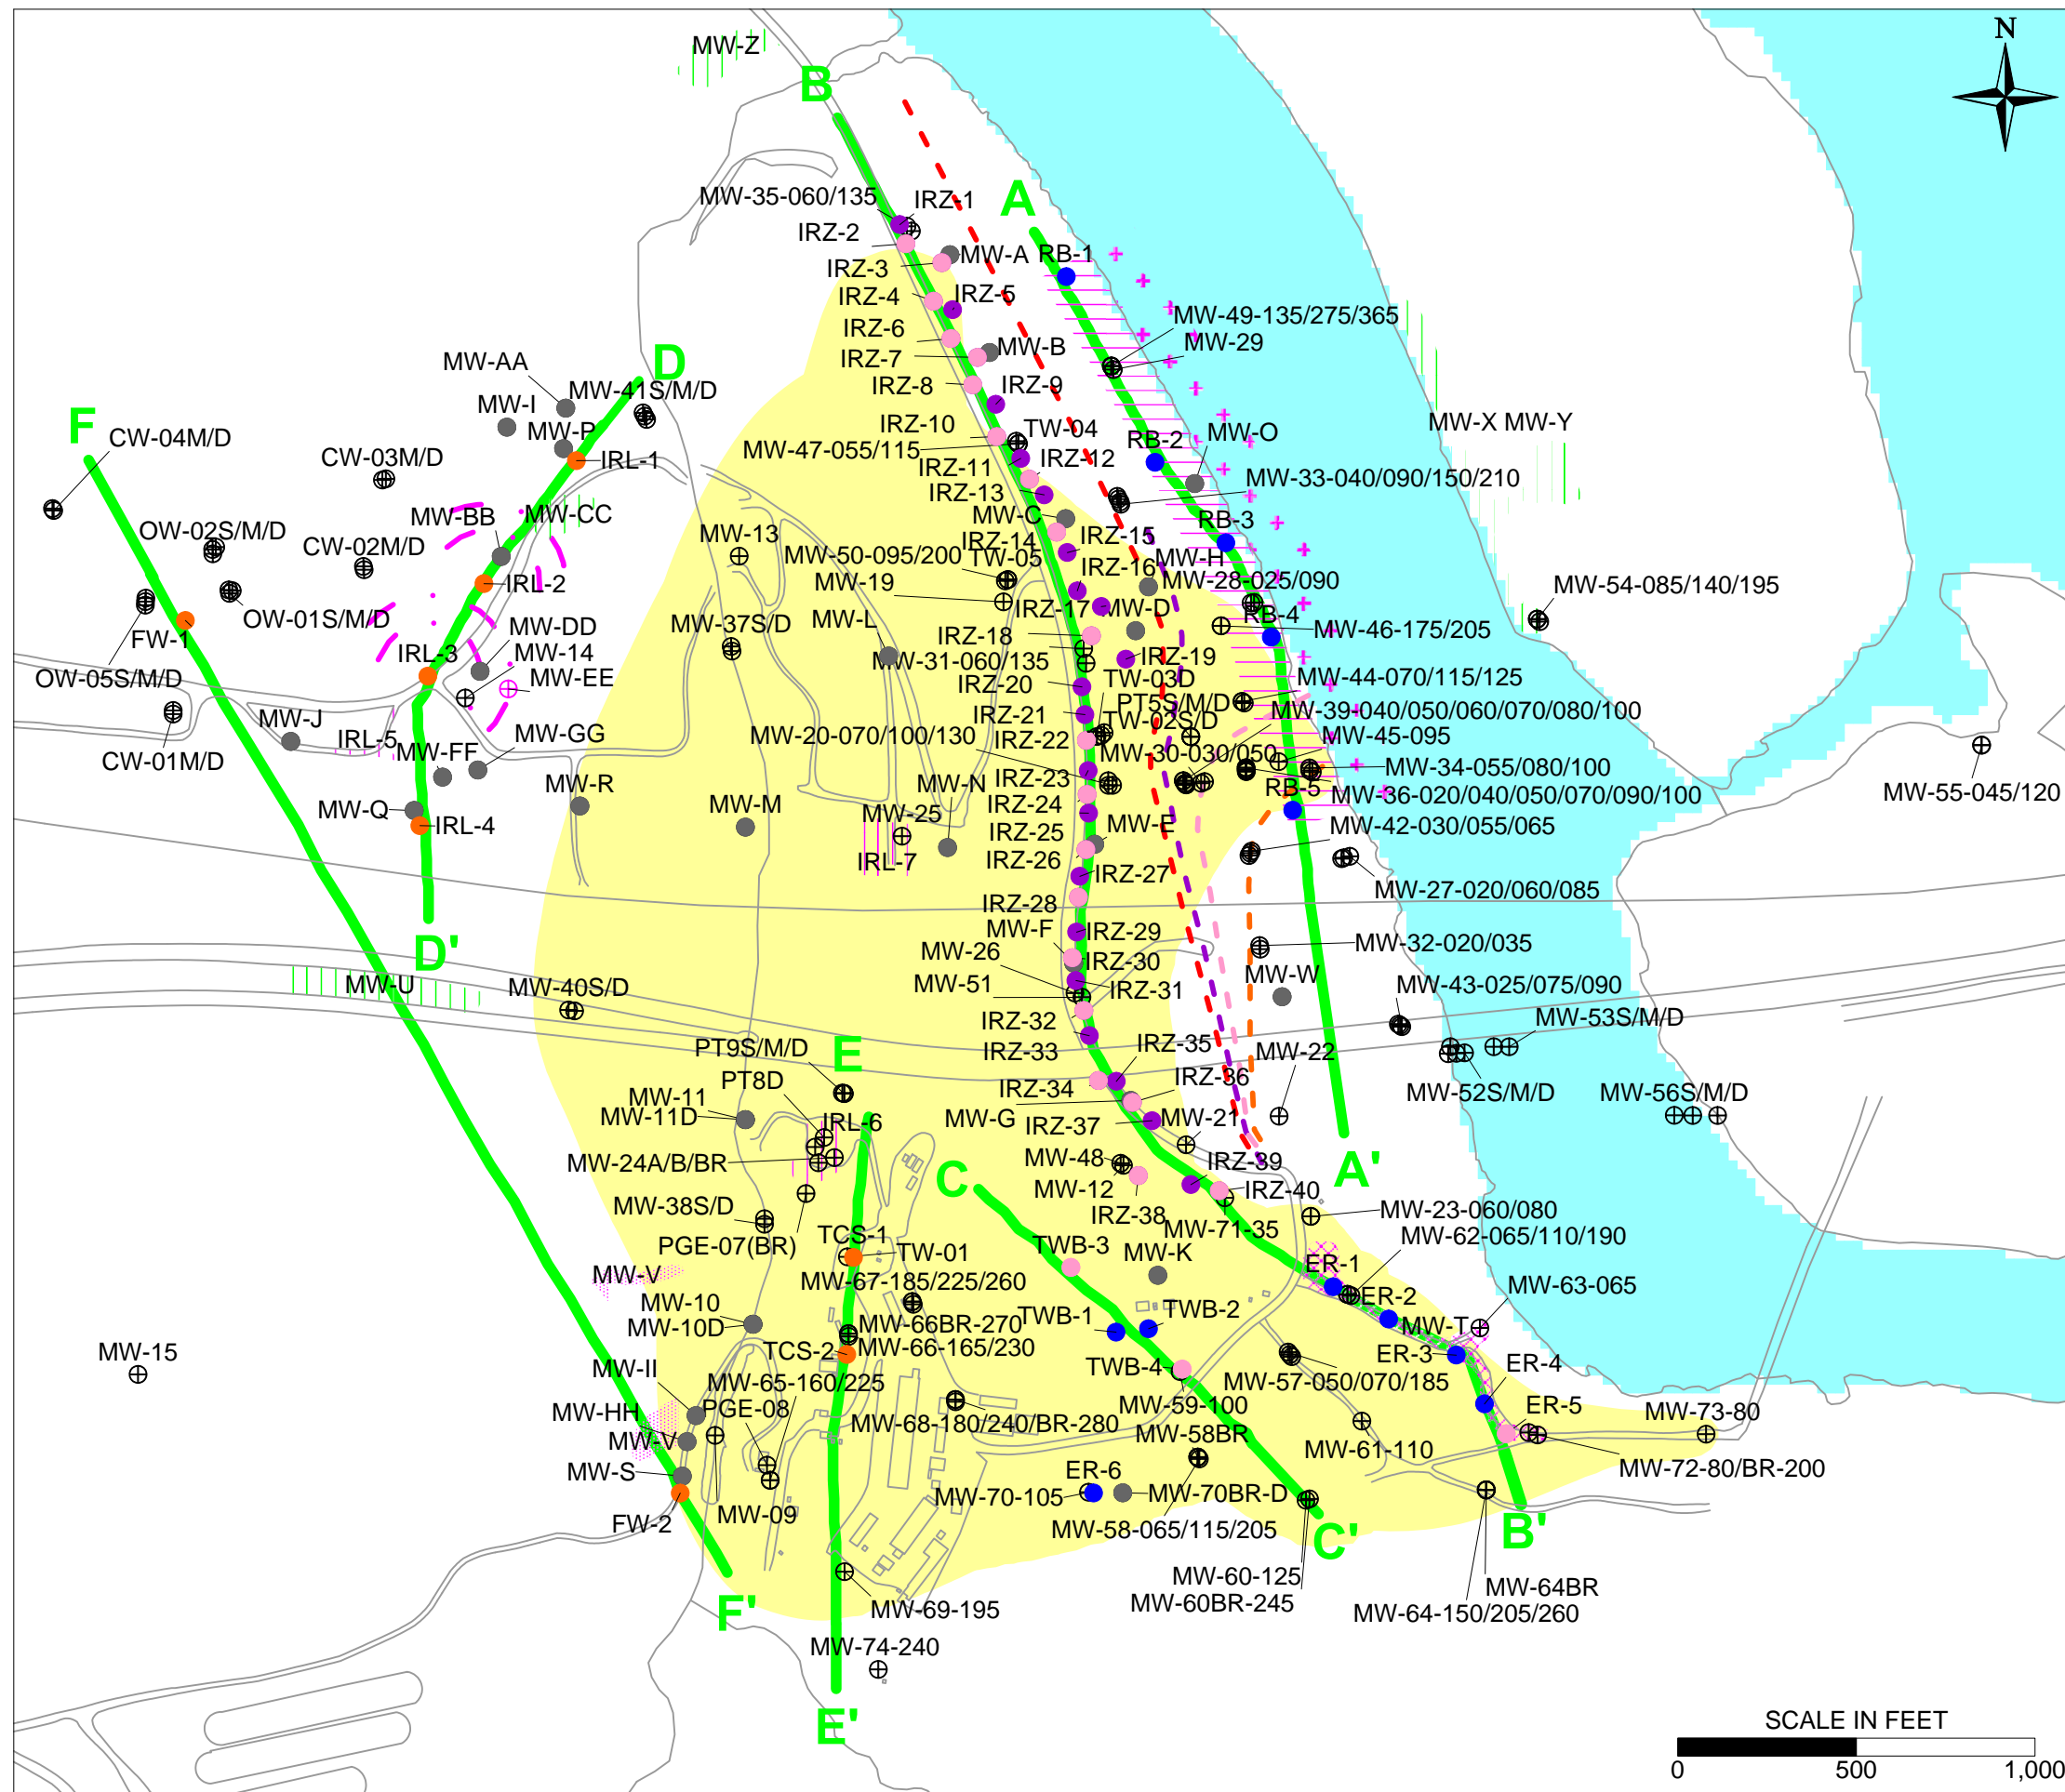 MW-Z
N
B
MW-35-060/135
IRZ-1
A
IRZ-2
MW-A
RB-1
IRZ-3
IRZ-4
IRZ-5
MW-49-135/275/365
IRZ-6
MW-29
MW-B
IRZ-7
D
MW-AA
IRZ-8
IRZ-9
MW-41S/M/D
MW-I
F
CW-04M/D
MW-P
IRZ-10
TW-04
MW-O
MW-X MW-Y
MW-47-055/115
RB-2
CW-03M/D
IRL-1
IRZ-11
IRZ-12
MW-33-040/090/150/210
IRZ-13
MW-C
MW-CC
RB-3
OW-02S/M/D
MW-BB
MW-13
IRZ-14
IRZ-15
CW-02M/D
MW-50-095/200
TW-05
MW-H
MW-19
IRZ-16
MW-28-025/090
MW-54-085/140/195
IRL-2
OW-01S/M/D
MW-L
IRZ-17
MW-D
RB-4
FW-1
MW-DD
MW-37S/D
IRZ-18
MW-46-175/205
MW-14
IRL-3
MW-31-060/135
IRZ-19
OW-05S/M/D
MW-EE
IRZ-20
TW-03D
MW-44-070/115/125
PT5S/M/D
MW-39-040/050/060/070/080/100
IRZ-21
TW-02S/D
MW-J
IRL-5
MW-20-070/100/130
IRZ-22
MW-45-095
MW-FF
MW-GG
MW-30-030/050
CW-01M/D
MW-34-055/080/100
MW-R
MW-N
IRZ-23
RB-5
MW-36-020/040/050/070/090/100
MW-55-045/120
MW-Q
MW-M
MW-25
IRZ-24
MW-E
MW-42-030/055/065
IRL-4
IRZ-25
IRL-7
IRZ-26
IRZ-27
MW-27-020/060/085
IRZ-28
MW-F
IRZ-29
MW-32-020/035
D'
MW-26
IRZ-30
MW-W
MW-U
MW-40S/D
MW-51
IRZ-31
MW-43-025/075/090
IRZ-32
MW-53S/M/D
PT9S/M/D
E
IRZ-33
IRZ-35
MW-22
PT8D
IRZ-34
IRZ-36
MW-52S/M/D
MW-56S/M/D
MW-11
MW-11D
IRL-6
MW-G
IRZ-37
MW-21
MW-24A/B/BR
MW-48
IRZ-39
A'
C
MW-12
IRZ-40
MW-38S/D
IRZ-38
MW-71-35
MW-23-060/080
PGE-07(BR)
TCS-1
TW-01
TWB-3
MW-K
MW-62-065/110/190
MW-V
MW-67-185/225/260
ER-1
MW-63-065
MW-10
MW-10D
MW-66BR-270
TWB-1
TWB-2
ER-2
MW-T
TCS-2
MW-66-165/230
MW-15
TWB-4
ER-3
ER-4
MW-II
MW-65-160/225
MW-57-050/070/185
MW-HH
PGE-08
MW-68-180/240/BR-280
MW-59-100
ER-5
MW-73-80
MW-V
MW-58BR
MW-61-110
MW-S
ER-6
MW-72-80/BR-200
MW-70-105
MW-70BR-D
FW-2
MW-09
MW-58-065/115/205
C'
B'
MW-60-125
MW-64BR
F'
MW-69-195
MW-60BR-245
MW-64-150/205/260
MW-74-240
E'
SCALE IN FEET
0 500 1,000